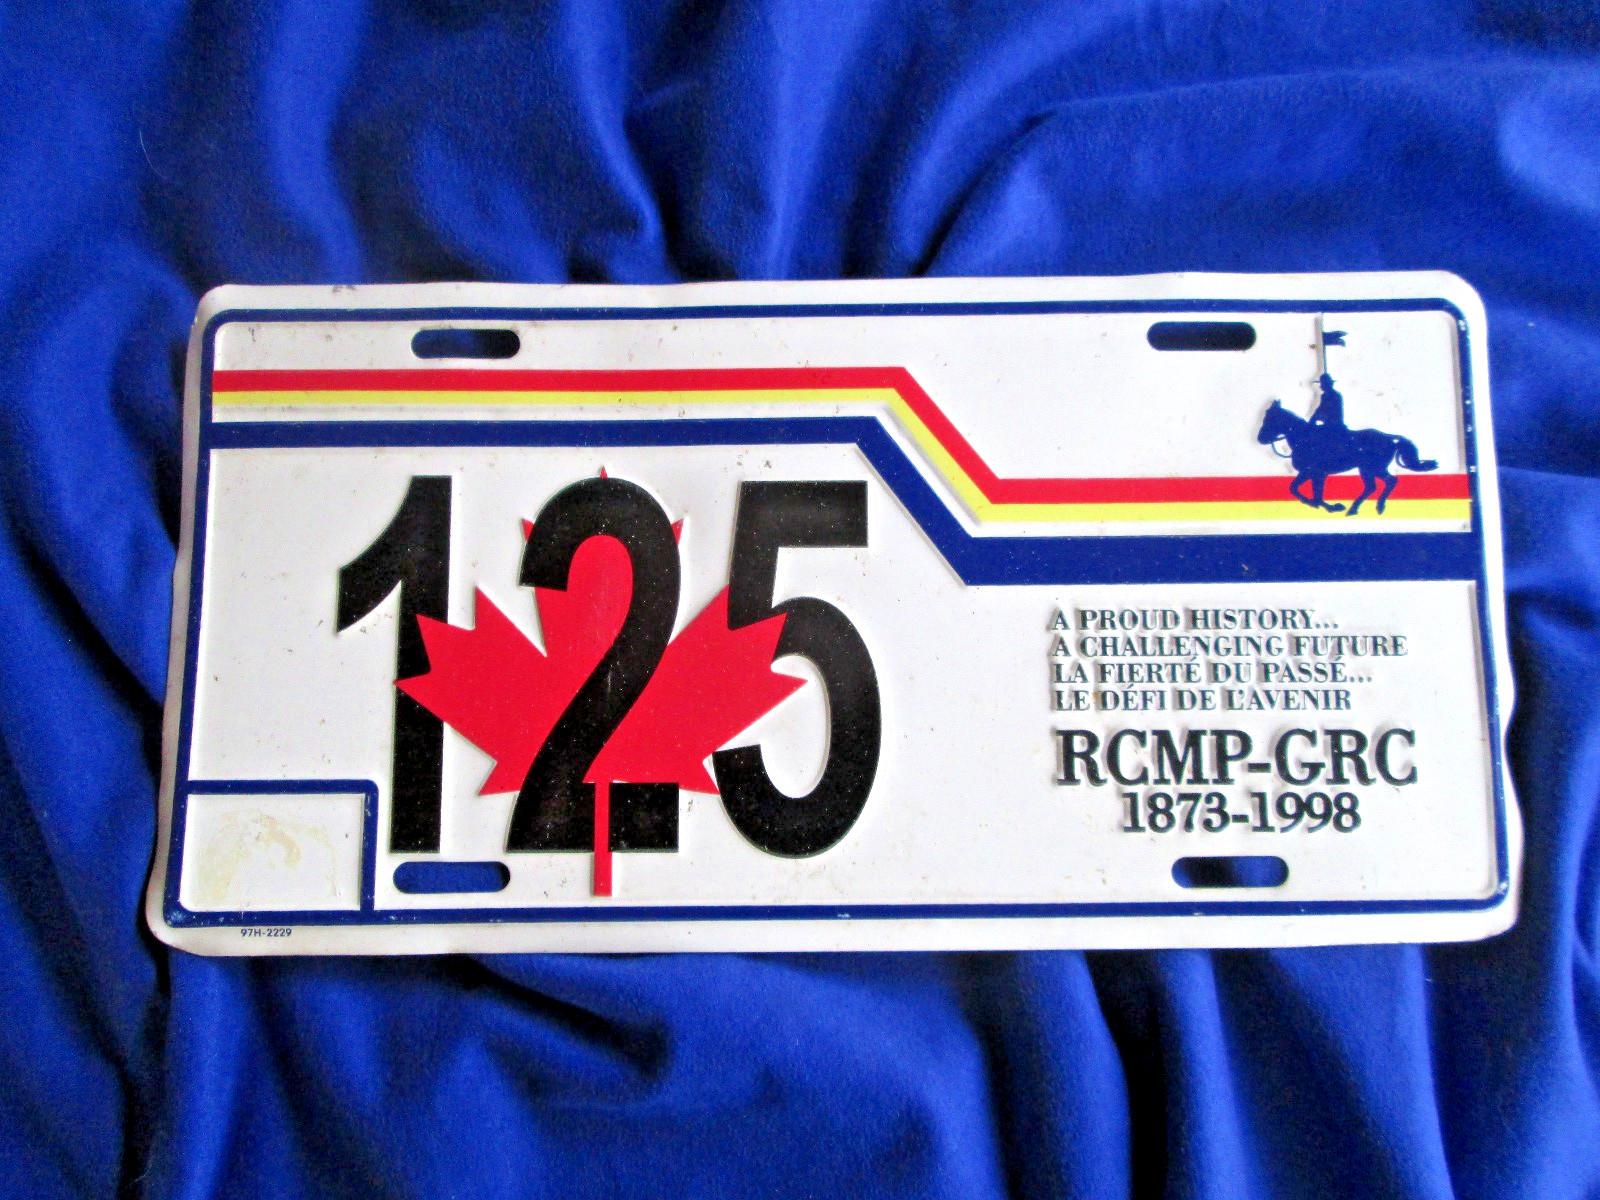 125
A PROUD HISTORY...
A CHALLENGING FUTURE
LA FIERTÉ DU PASSÉ...
LE DÉFI DE L'AVENIR
RCMP-GRC
1873-1998
97H-2229